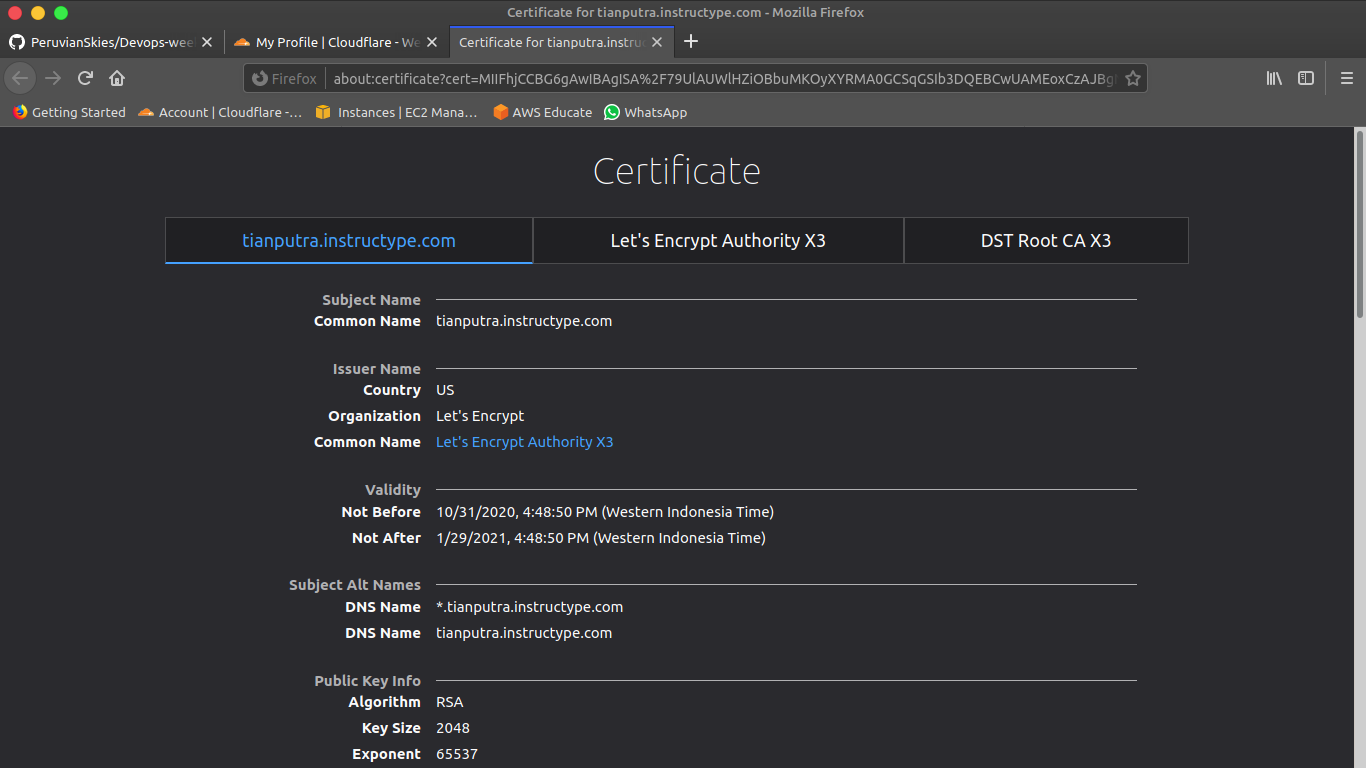 Certificate for tianputra.instructype.com - Mozilla Firefox
PeruvianSkies/Devops-wee
My Profile | Cloudflare - We
Certificate for tianputra.instru
Firefox
about:certificate?cert=MIIFhjCCBG6gAwIBAgISA%2F79UlAUWlHZiOBbuMKOyXYRMA0GCSqGSIb3DQEBCwUAMEoxCzAJBg
Getting Started
Account | Cloudflare -...
Instances | EC2 Mana...
AWS Educate
WhatsApp
Certificate
tianputra.instructype.com
Let's Encrypt Authority X3
DST Root CA X3
Subject Name
Common Name tianputra.instructype.com
Issuer Name
Country US
Organization Let's Encrypt
Common Name Let's Encrypt Authority X3
Validity
Not Before 10/31/2020, 4:48:50 PM (Western Indonesia Time)
Not After 1/29/2021, 4:48:50 PM (Western Indonesia Time)
Subject Alt Names
DNS Name *.tianputra.instructype.com
DNS Name tianputra.instructype.com
Public Key Info
Algorithm RSA
Key Size 2048
Exponent 65537